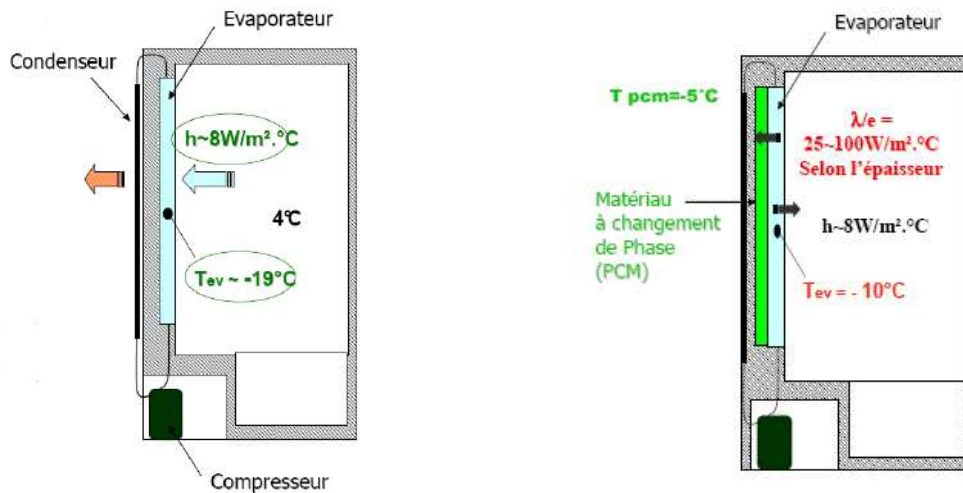 Evaporateur
Condenseur
h~8W/m².°C
4°C
Tev ~ -19°C
Compresseur
Evaporateur
T pcm=-5°C
λ/e =
25~100W/m².°C
Selon l'épaisseur
Matériau
à changement
de Phase
(PCM)
h~8W/m².°C
Tev = - 10°C